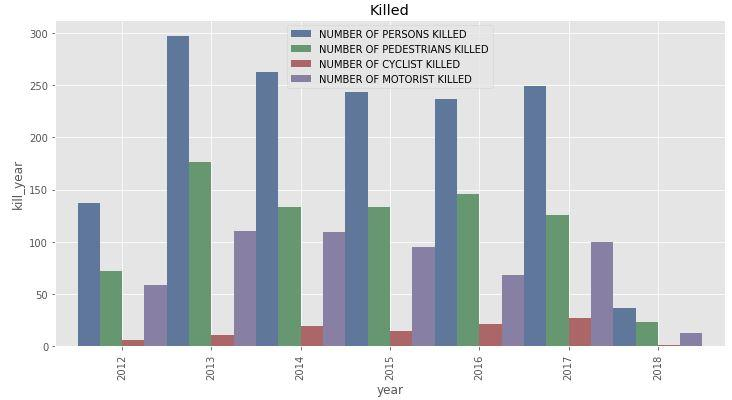 Killed
NUMBER OF PERSONS KILLED
NUMBER OF PEDESTRIANS KILLED
NUMBER OF CYCLIST KILLED
NUMBER OF MOTORIST KILLED
300
250
200
150
100
50
0
kill_year
2012 2013 2014 2015 2016 2017 2018
year